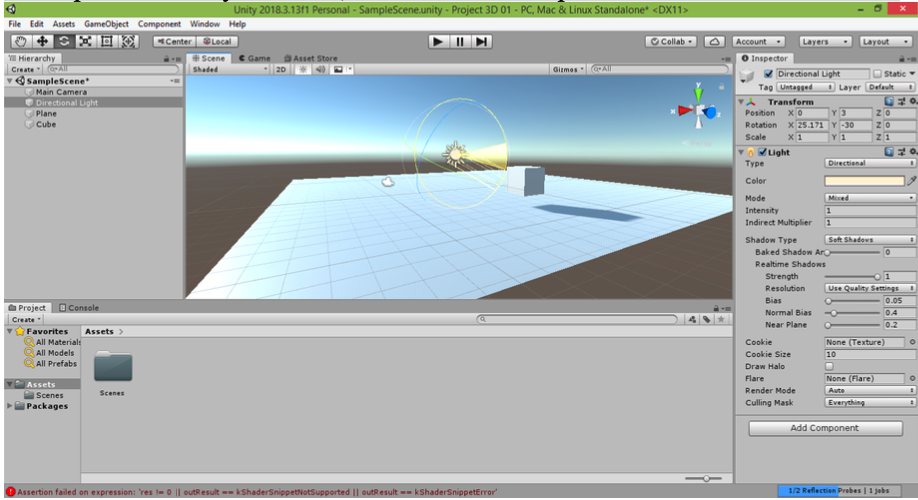 Unity 2018.3.13f1 Personal - SampleScene.unity - Project 3D 01 - PC, Mac & Linux Standalone* <DX11>
File Edit Assets GameObject Component Window Help
Center Local Collab Account Layers Layout
Hierarchy
Create All
SampleScene*
Main Camera
Directional Light
Plane
Cube
Scene Game Asset Store
Shaded 2D Gizmos All
Inspector
Directional Light Static
Tag Untagged Layer Default
Transform
Position X 0 Y 3 Z 0
Rotation X 25.171 Y -30 Z 0
Scale X 1 Y 1 Z 1
Light
Type Directional
Color
Mode Mixed
Intensity 1
Indirect Multiplier 1
Shadow Type Soft Shadows
Baked Shadow An 0
Realtime Shadows
Strength 1
Resolution Use Quality Settings
Bias 0.05
Normal Bias 0.4
Near Plane 0.2
Cookie None (Texture)
Cookie Size 10
Draw Halo
Flare None (Flare)
Render Mode Auto
Culling Mask Everything
Add Component
Project Console
Create
Favorites
All Materials
All Models
All Prefabs
Assets
Scenes
Packages
Assets >
Scenes
Assertion failed on expression: 'res != 0 || outResult == kShaderSnippetNotSupported || outResult == kShaderSnippetError'
1/2 Reflection Probes | 1 jobs